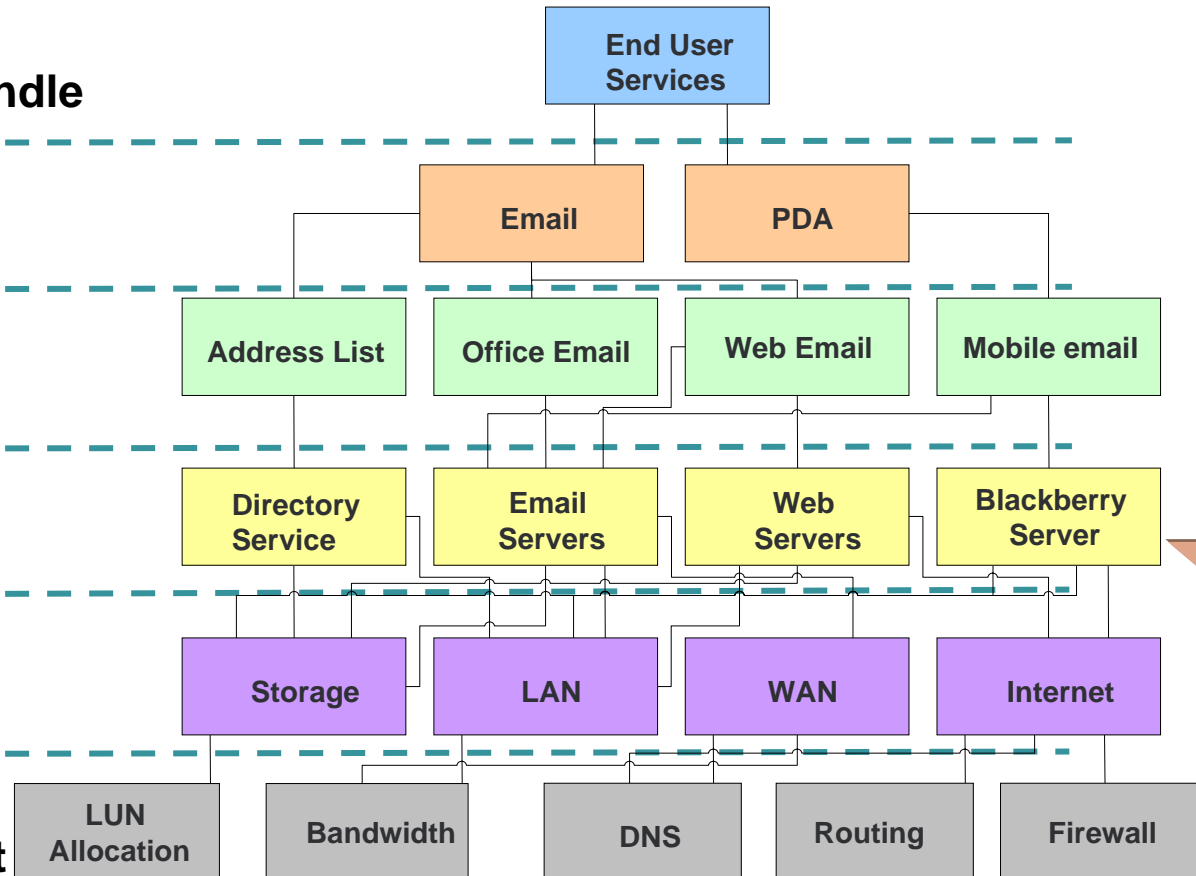 End User
Services
ndle
Email
PDA
Address List
Office Email
Web Email
Mobile email
Directory
Service
Email
Servers
Web
Servers
Blackberry
Server
Storage
LAN
WAN
Internet
LUN
Allocation
Bandwidth
DNS
Routing
Firewall
t